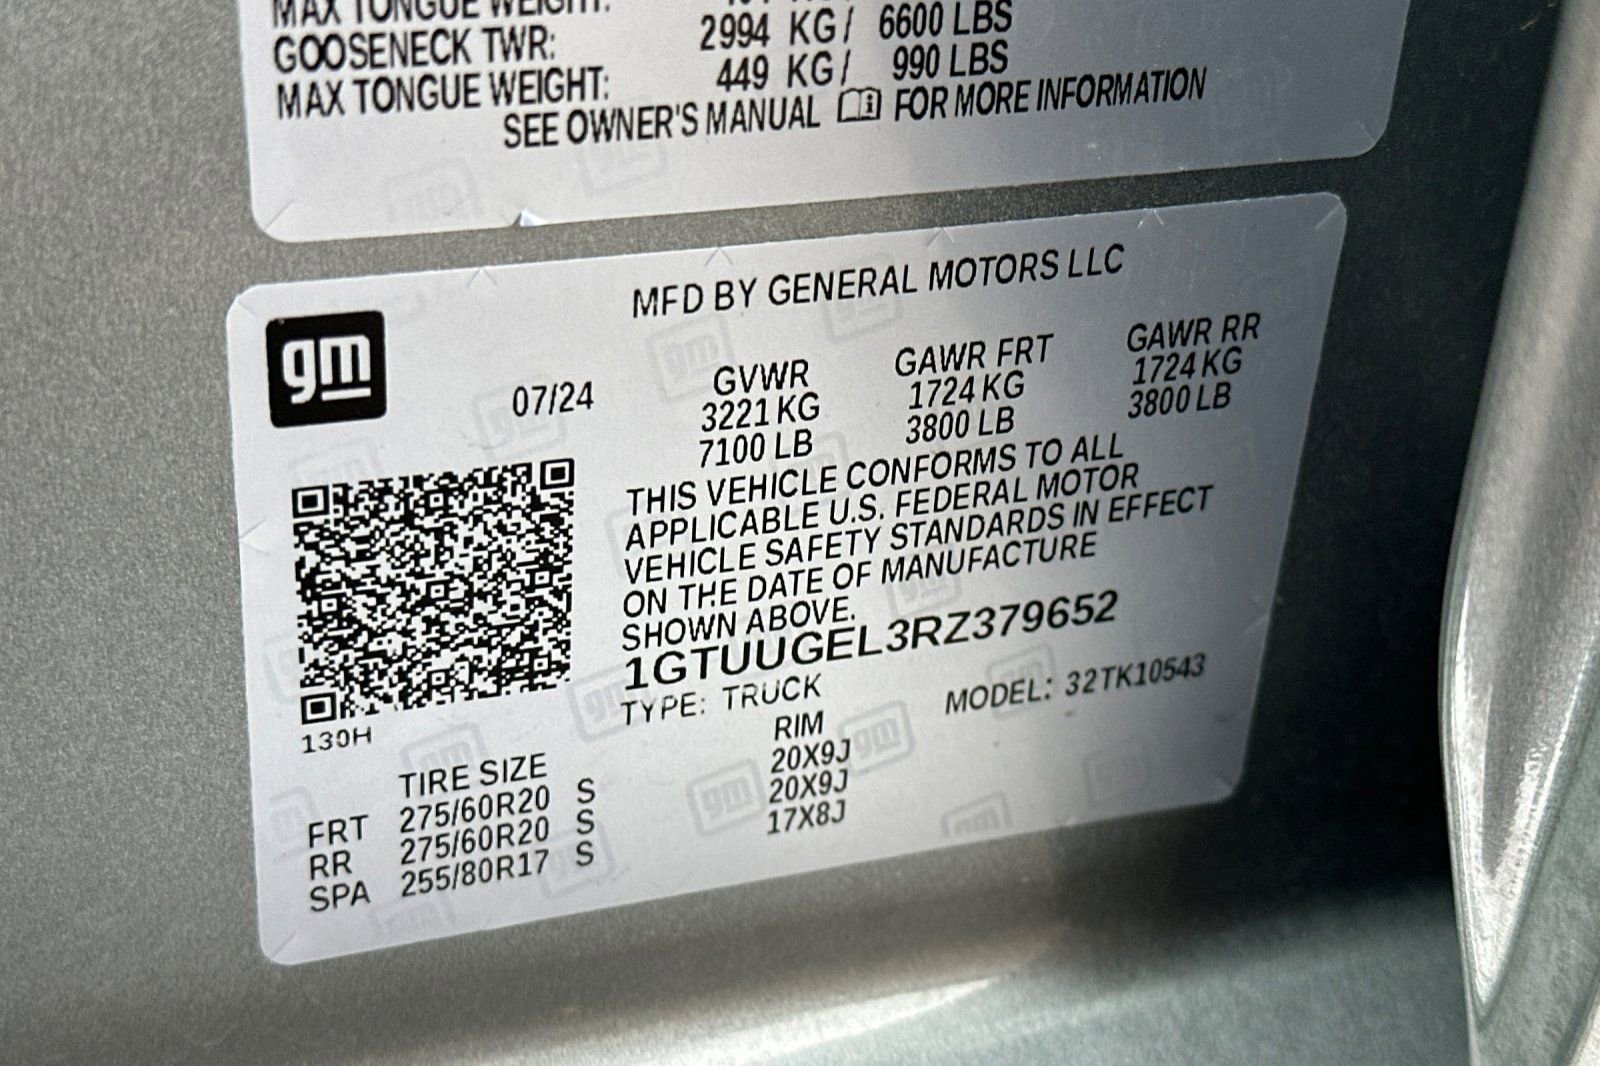 MAX TONGUE WEIGHT:
GOOSENECK TWR: 2994 KG/ 6600 LBS
MAX TONGUE WEIGHT: 449 KG/ 990 LBS
SEE OWNER'S MANUAL FOR MORE INFORMATION
MFD BY GENERAL MOTORS LLC
gm
07/24
GVWR GAWR FRT GAWR RR
3221 KG 1724 KG 1724 KG
7100 LB 3800 LB 3800 LB
THIS VEHICLE CONFORMS TO ALL
APPLICABLE U.S. FEDERAL MOTOR
VEHICLE SAFETY STANDARDS IN EFFECT
ON THE DATE OF MANUFACTURE
SHOWN ABOVE.
1GTUUGEL3RZ379652
TYPE: TRUCK MODEL: 32TK10543
130H
TIRE SIZE RIM
FRT 275/60R20 S 20X9J
RR 275/60R20 S 20X9J
SPA 255/80R17 S 17X8J